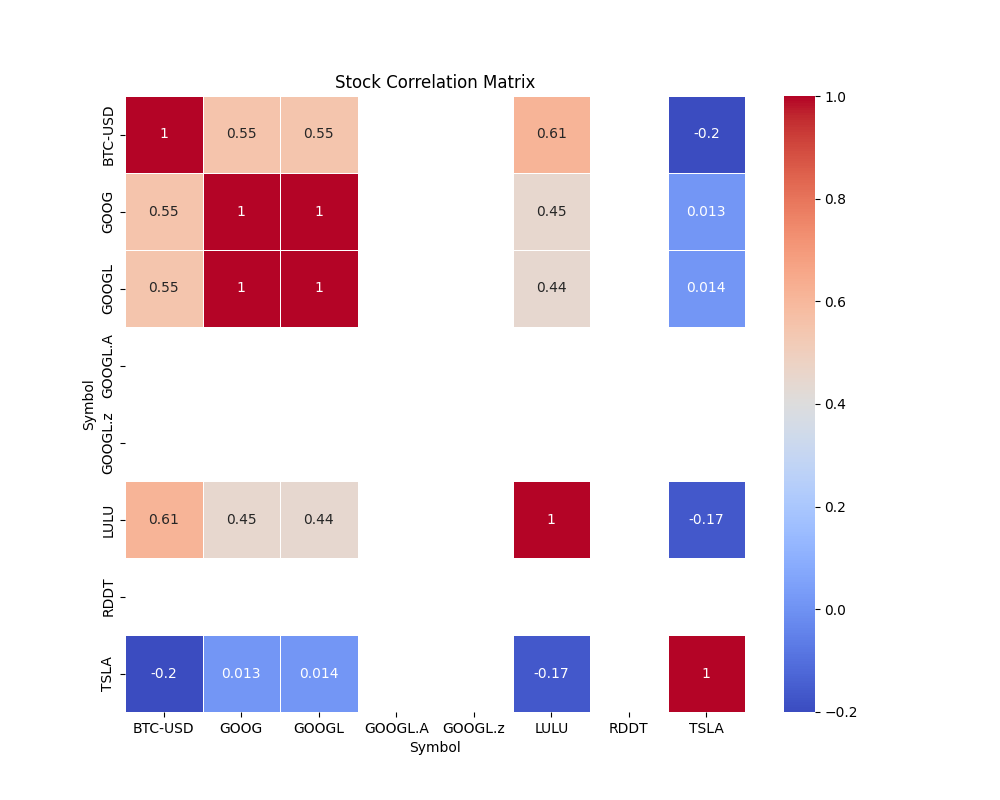 Stock Correlation Matrix
BTC-USD 1 0.55 0.55 0.61 -0.2
GOOG 0.55 1 1 0.45 0.013
GOOGL 0.55 1 1 0.44 0.014
GOOGL.A
GOOGL.z
LULU 0.61 0.45 0.44 1 -0.17
RDDT
TSLA -0.2 0.013 0.014 -0.17 1
Symbol
BTC-USD GOOG GOOGL GOOGL.A GOOGL.z LULU RDDT TSLA
Symbol
1.0
0.8
0.6
0.4
0.2
0.0
−0.2